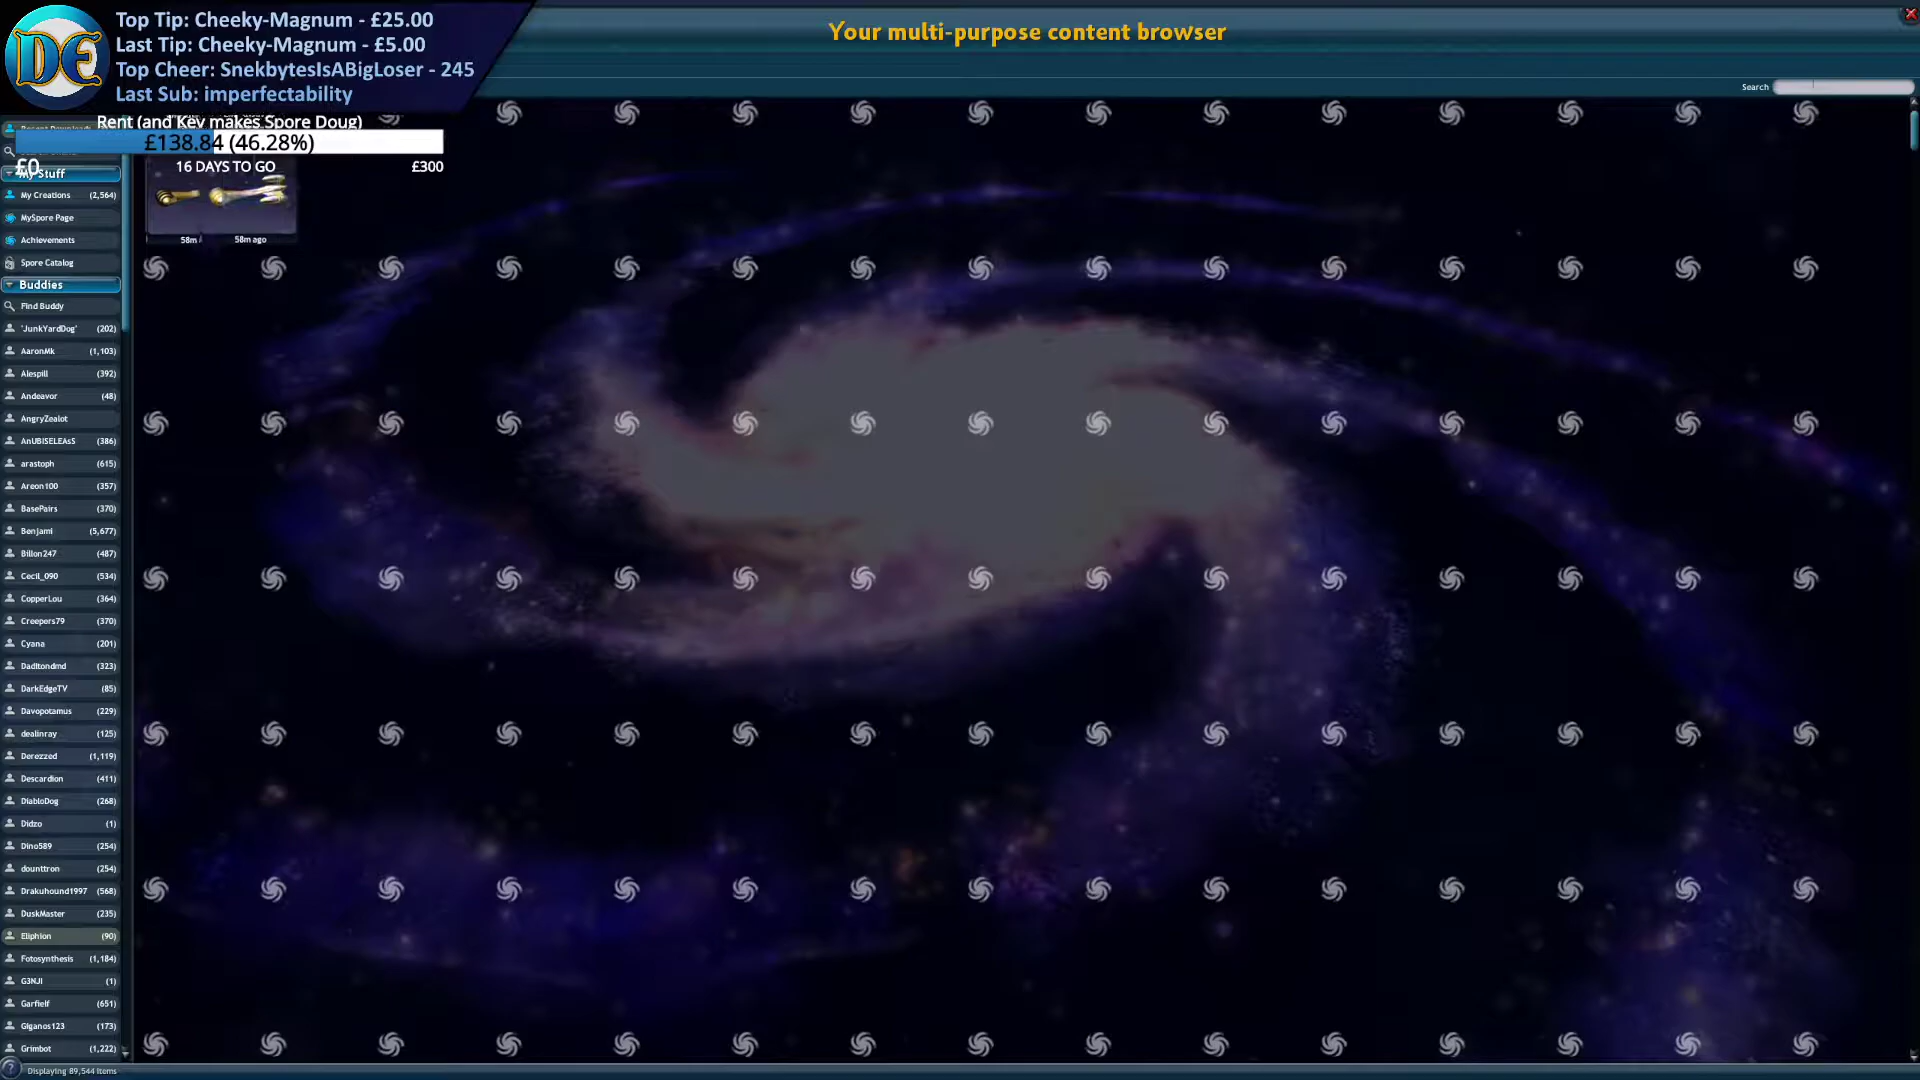 DE
Top Tip: Cheeky-Magnum - £25.00
Last Tip: Cheeky-Magnum - £5.00
Top Cheer: SnekbytesIsABigLoser - 245
Last Sub: imperfectability
Your multi-purpose content browser
Search
Rent (and Kev makes Spore Doug)
£138.84 (46.28%)
£0
16 DAYS TO GO £300
58m 58m ago
My Stuff
My Creations (2,564)
MySpore Page
Achievements
Spore Catalog
Buddies
Find Buddy
'JunkYardDog' (202)
AaronMk (1,103)
Alespill (392)
Andeavor (48)
AngryZealot
AnUBISELEAsS (386)
arastoph (615)
Areon100 (357)
BasePairs (370)
Benjami (5,677)
Billon247 (487)
Cecil_090 (534)
CopperLou (364)
Creepers79 (370)
Cyana (201)
Daditondmd (323)
DarkEdgeTV (85)
Davopotamus (229)
dealinray (125)
Derezzed (1,119)
Descardion (411)
DiabloDog (268)
Didzo (1)
Dino589 (254)
dounttron (254)
Drakuhound1997 (568)
DuskMaster (235)
Eliphion (90)
Fotosynthesis (1,184)
G3NJI (1)
Garfielf (651)
Giganos123 (173)
Grimbot (1,222)
Displaying 89,544 items